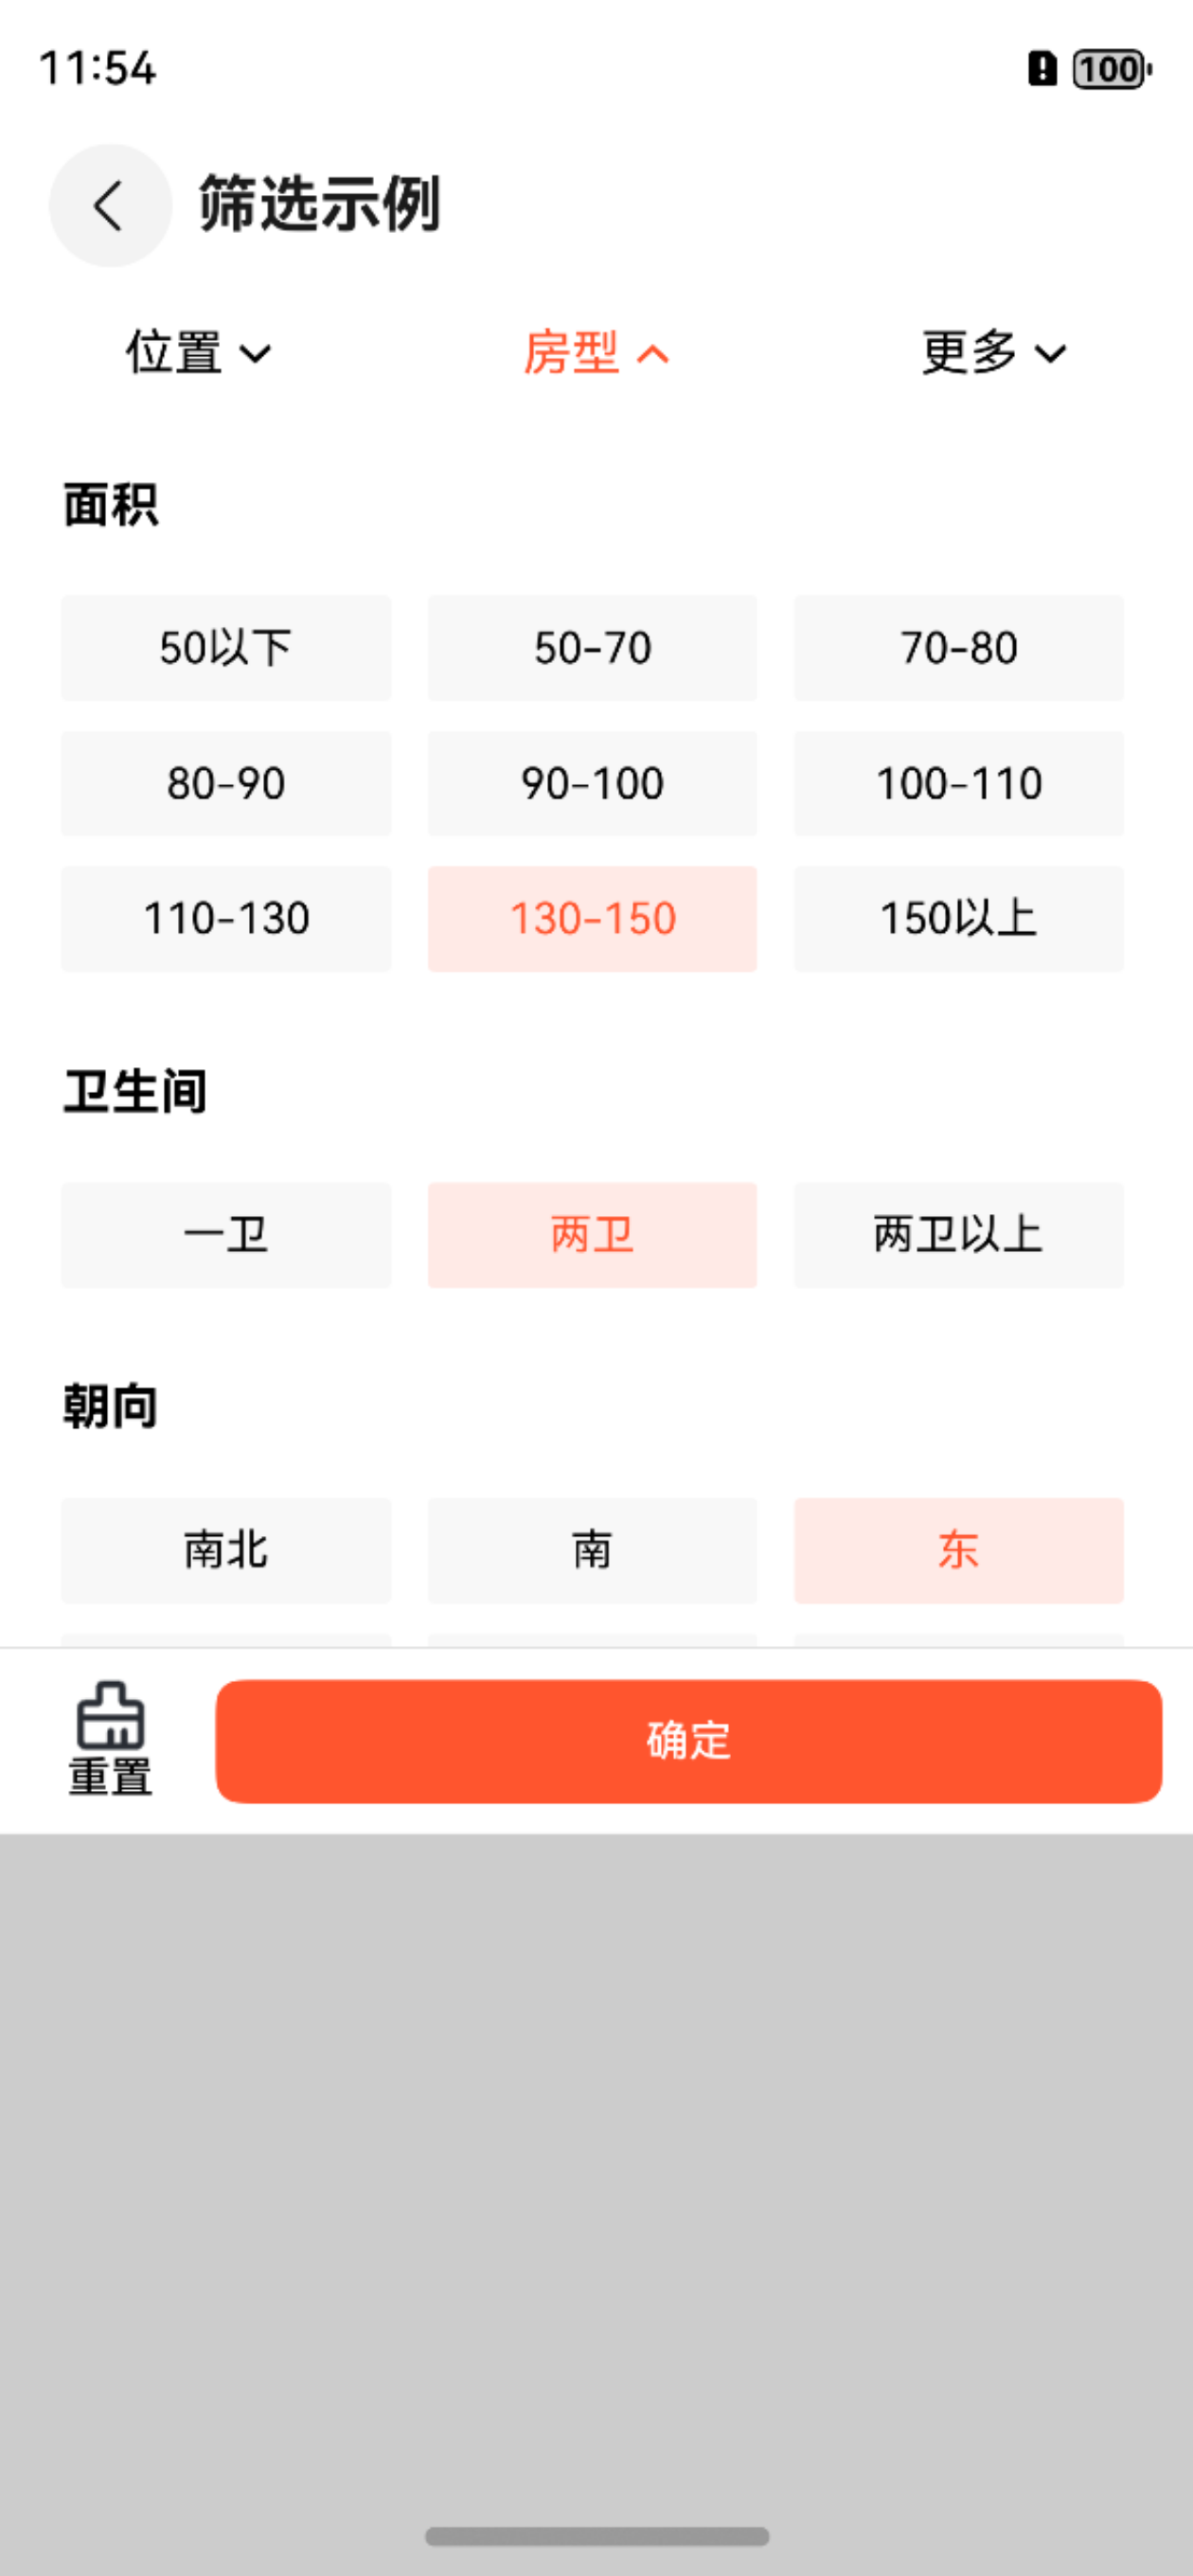 11:54
100
筛选示例
位置 房型 更多
面积
50以下 50-70 70-80
80-90 90-100 100-110
110-130 130-150 150以上
卫生间
一卫 两卫 两卫以上
朝向
南北 南 东
重置
确定